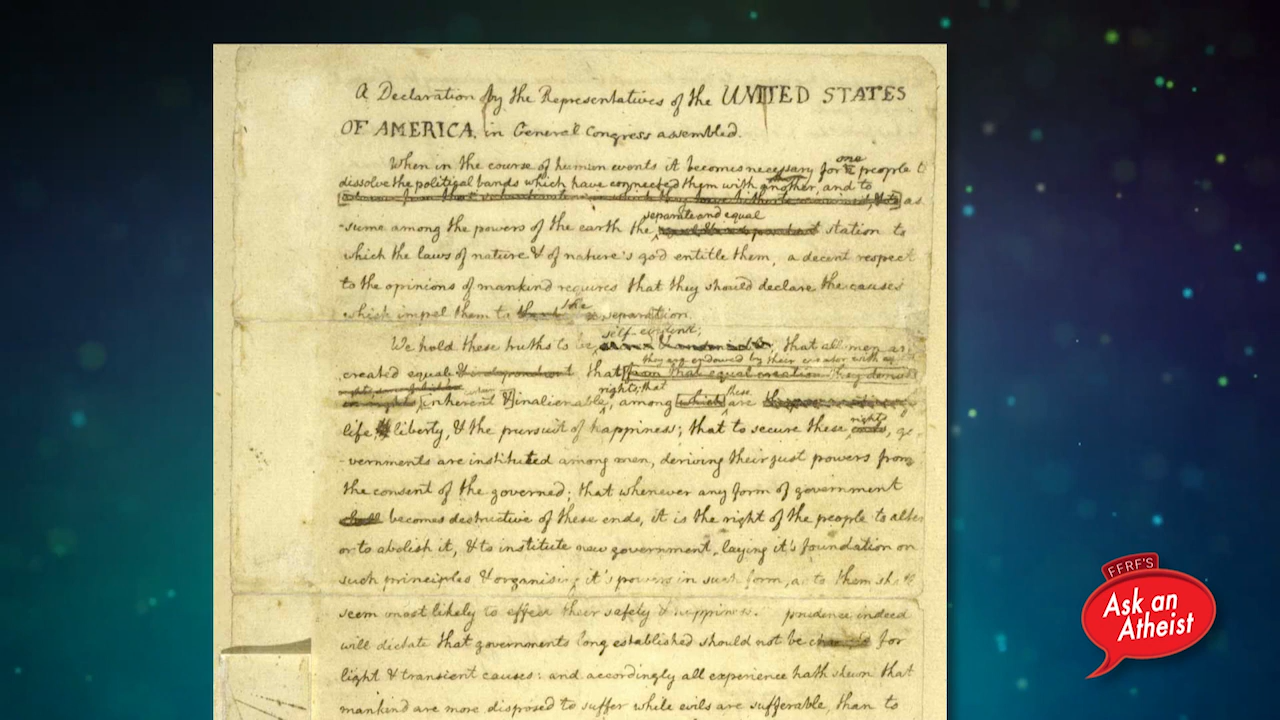 A Declaration by the Representatives of the UNITED STATES
OF AMERICA, in General Congress assembled.
When in the course of human events it becomes necessary for one people t
dissolve the political bands which have connected them with another, and to
as
separate and equal
-sume among the powers of the earth the station to
which the laws of nature & of nature's god entitle them, a decent respect
to the opinions of mankind requires that they should declare the causes
which impel them to the separation.
self-evident;
We hold these truths to be that all men are
they are endowed by their creator with
created equal & independant that from that equal creation they derive
rights; that these
inherent & inalienable, among which are
rights
life liberty, & the pursuit of happiness; that to secure these ends, go
-vernments are instituted among men, deriving their just powers from
the consent of the governed; that whenever any form of government
shall becomes destructive of these ends, it is the right of the people to alter
or to abolish it, & to institute new government, laying it's foundation on
such principles & organising it's powers in such form, as to them shall
seem most likely to effect their safety & happiness. prudence indeed
will dictate that governments long established should not be for
light & transient causes: and accordingly all experience hath shewn that
mankind are more disposed to suffer while evils are sufferable, than to
FFRF'S
Ask an
Atheist